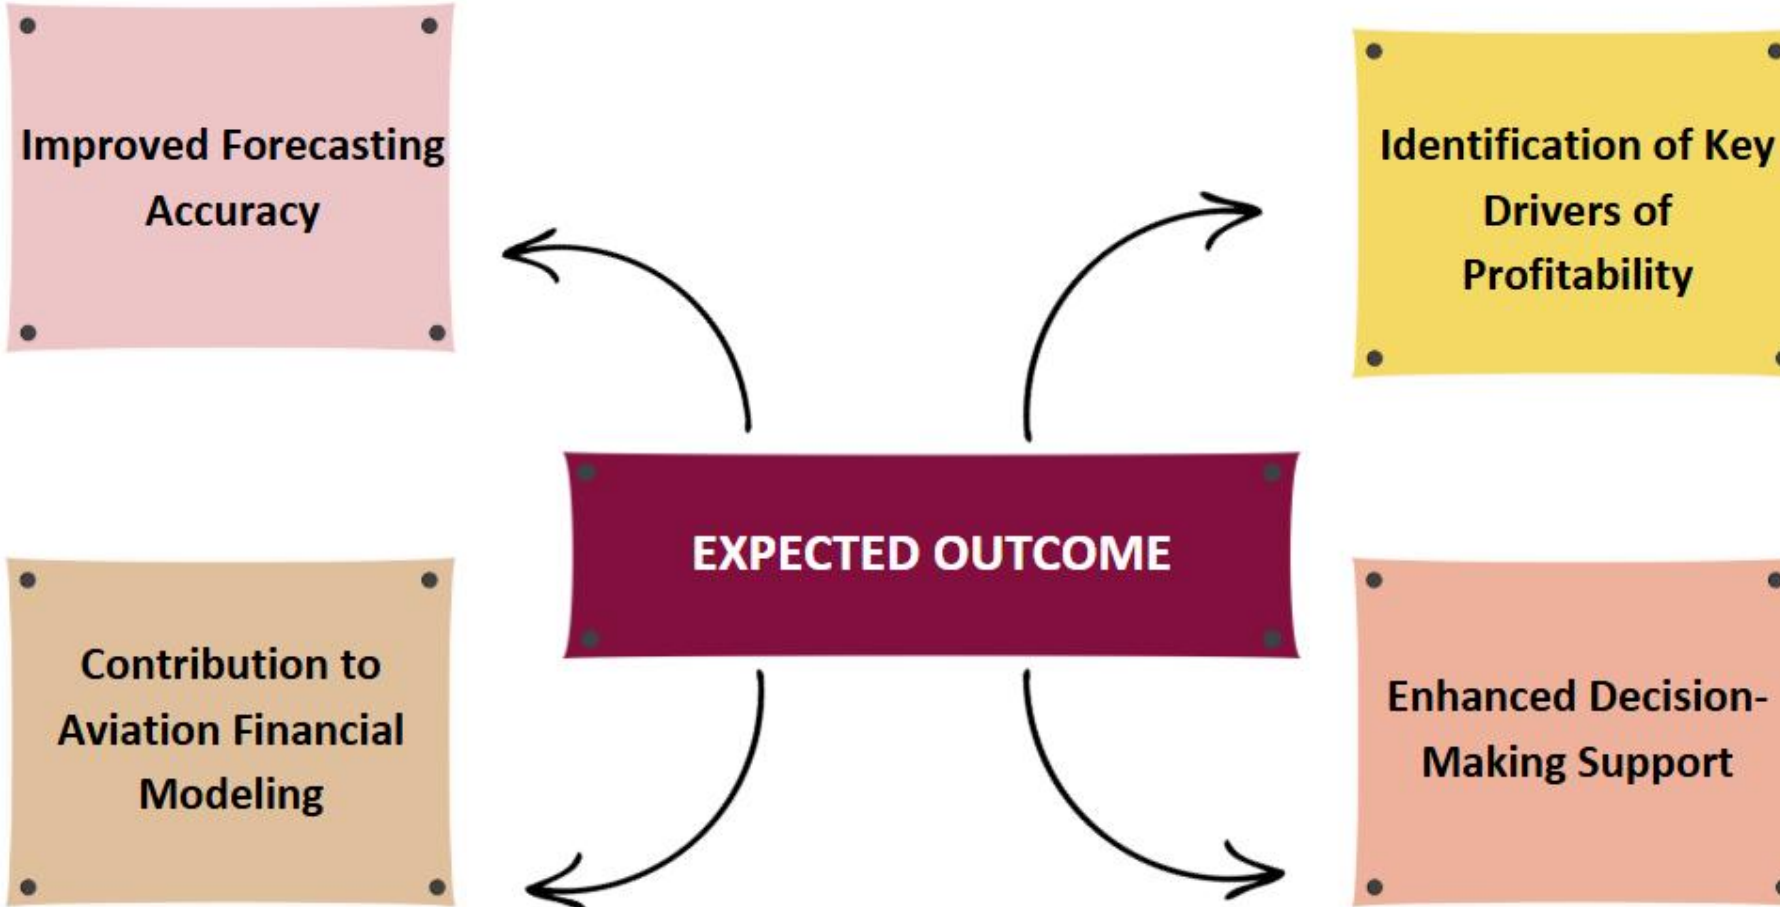 Improved Forecasting
Accuracy
Identification of Key
Drivers of
Profitability
EXPECTED OUTCOME
Contribution to
Aviation Financial
Modeling
Enhanced Decision-
Making Support